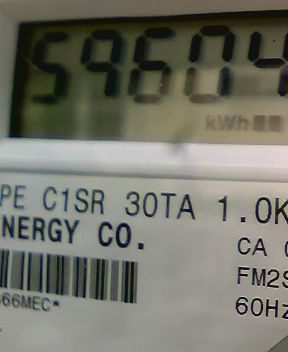 59604
kWh
PE C1SR 30TA 1.0K
NERGY CO.
CA
FM2S
66MEC*
60Hz